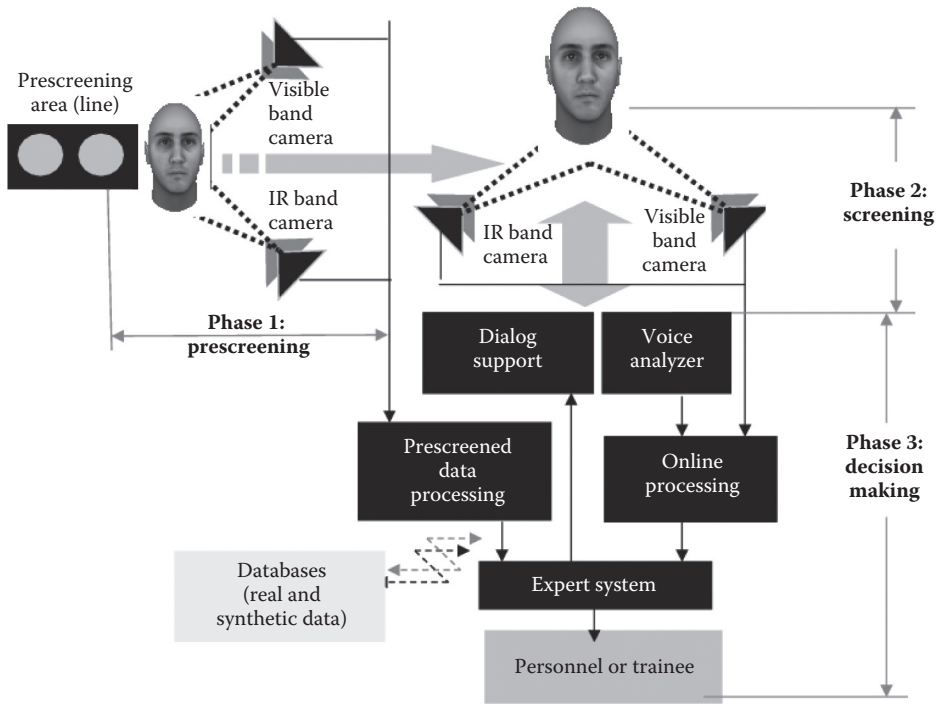 Prescreening
area (line)
Visible
band
camera
IR band
camera
Phase 1:
prescreening
IR band
camera
Visible
band
camera
Phase 2:
screening
Dialog
support
Voice
analyzer
Prescreened
data
processing
Online
processing
Phase 3:
decision
making
Databases
(real and
synthetic data)
Expert system
Personnel or trainee